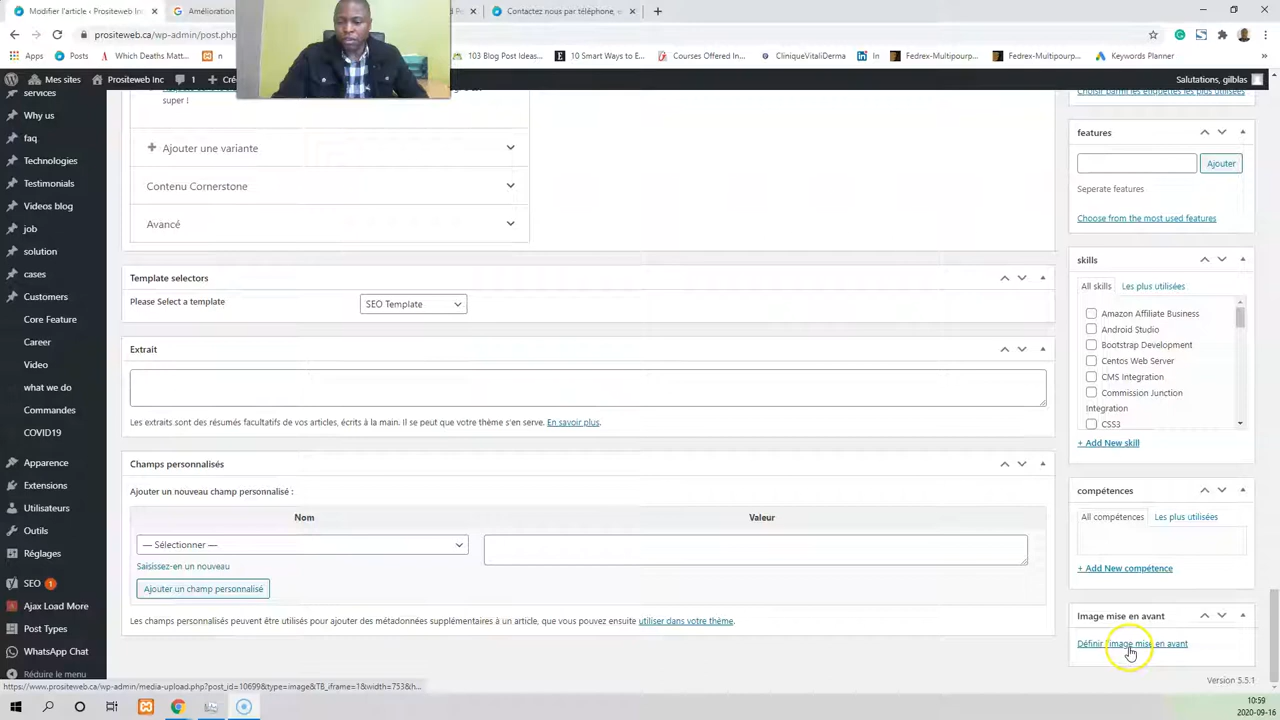 Modifier l'article ‹ Prositeweb Inc
Amélioration
Contactez nous par téléphone, e
prositeweb.ca/wp-admin/post.php
Apps
Posts
Which Deaths Matt...
103 Blog Post Ideas...
10 Smart Ways to E...
Courses Offered In...
CliniqueVitaliDerma
In
Fedrex-Multipourp...
Fedrex-Multipourp...
Keywords Planner
Mes sites
Prositeweb Inc
1
Salutations, gilblas
services
Why us
faq
Technologies
Testimonials
Videos blog
job
solution
cases
Customers
Core Feature
Career
Video
what we do
Commandes
COVID19
Apparence
Extensions
Utilisateurs
Outils
Réglages
SEO 1
Ajax Load More
Post Types
WhatsApp Chat
Réduire le menu
super !
Ajouter une variante
Contenu Cornerstone
Avancé
Template selectors
Please Select a template
SEO Template
Extrait
Les extraits sont des résumés facultatifs de vos articles, écrits à la main. Il se peut que votre thème s'en serve. En savoir plus.
Champs personnalisés
Ajouter un nouveau champ personnalisé :
Nom
Valeur
— Sélectionner —
Saisissez-en un nouveau
Ajouter un champ personnalisé
Les champs personnalisés peuvent être utilisés pour ajouter des métadonnées supplémentaires à un article, que vous pouvez ensuite utiliser dans votre thème.
Choisir parmi les étiquettes les plus utilisées
features
Ajouter
Seperate features
Choose from the most used features
skills
All skills
Les plus utilisées
Amazon Affiliate Business
Android Studio
Bootstrap Development
Centos Web Server
CMS Integration
Commission Junction
Integration
CSS3
+ Add New skill
compétences
All compétences
Les plus utilisées
+ Add New compétence
Image mise en avant
Définir l'image mise en avant
Version 5.5.1
https://www.prositeweb.ca/wp-admin/media-upload.php?post_id=10699&type=image&TB_iframe=1&width=753&h...
10:59
2020-09-16